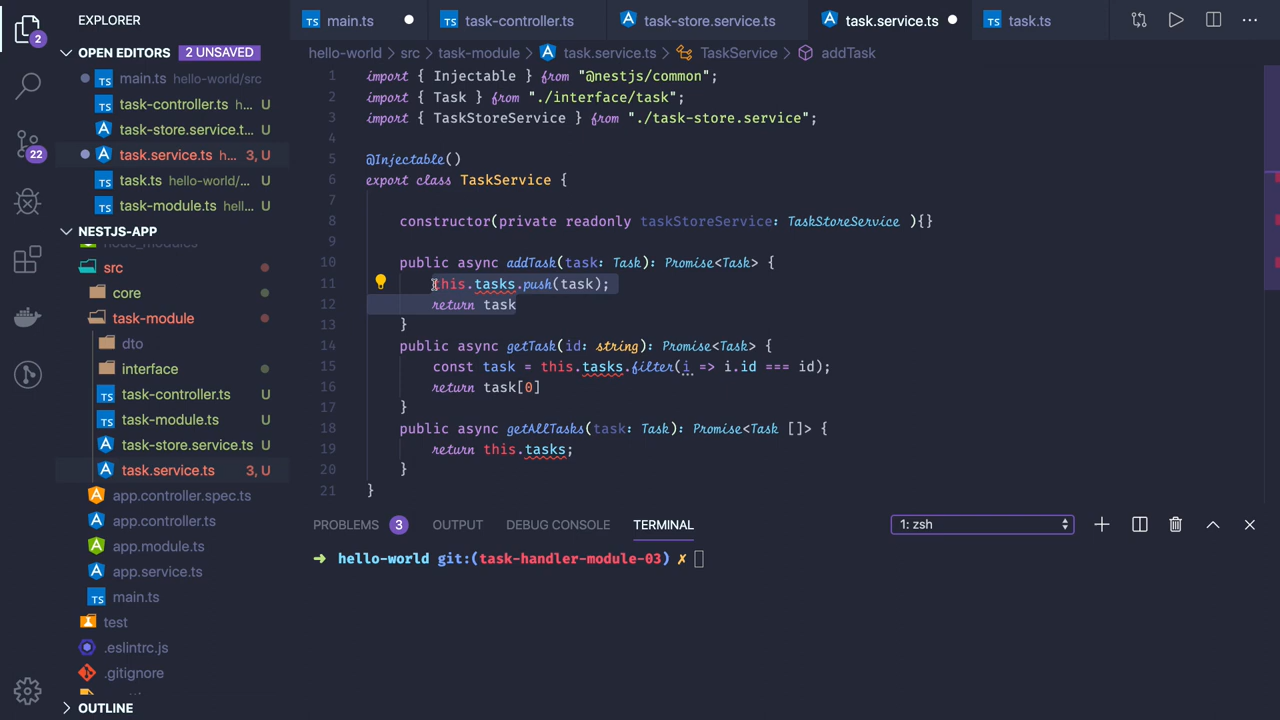 EXPLORER
OPEN EDITORS 2 UNSAVED
main.ts hello-world/src
task-controller.ts h... U
task-store.service.t... U
task.service.ts h... 3, U
task.ts hello-world/... U
task-module.ts hell... U
NESTJS-APP
node_modules
src
core
task-module
dto
interface
task-controller.ts U
task-module.ts U
task-store.service.ts U
task.service.ts 3, U
app.controller.spec.ts
app.controller.ts
app.module.ts
app.service.ts
main.ts
test
.eslintrc.js
.gitignore
OUTLINE
2
22
main.ts
task-controller.ts
task-store.service.ts
task.service.ts
task.ts
hello-world > src > task-module > task.service.ts > TaskService > addTask
1 import { Injectable } from "@nestjs/common";
2 import { Task } from "./interface/task";
3 import { TaskStoreService } from "./task-store.service";
4
5 @Injectable()
6 export class TaskService {
7
8 constructor(private readonly taskStoreService: TaskStoreService ){}
9
10 public async addTask(task: Task): Promise<Task> {
11 this.tasks.push(task);
12 return task
13 }
14 public async getTask(id: string): Promise<Task> {
15 const task = this.tasks.filter(i => i.id === id);
16 return task[0]
17 }
18 public async getAllTasks(task: Task): Promise<Task []> {
19 return this.tasks;
20 }
21 }
PROBLEMS 3 OUTPUT DEBUG CONSOLE TERMINAL 1: zsh
➜ hello-world git:(task-handler-module-03) ✗